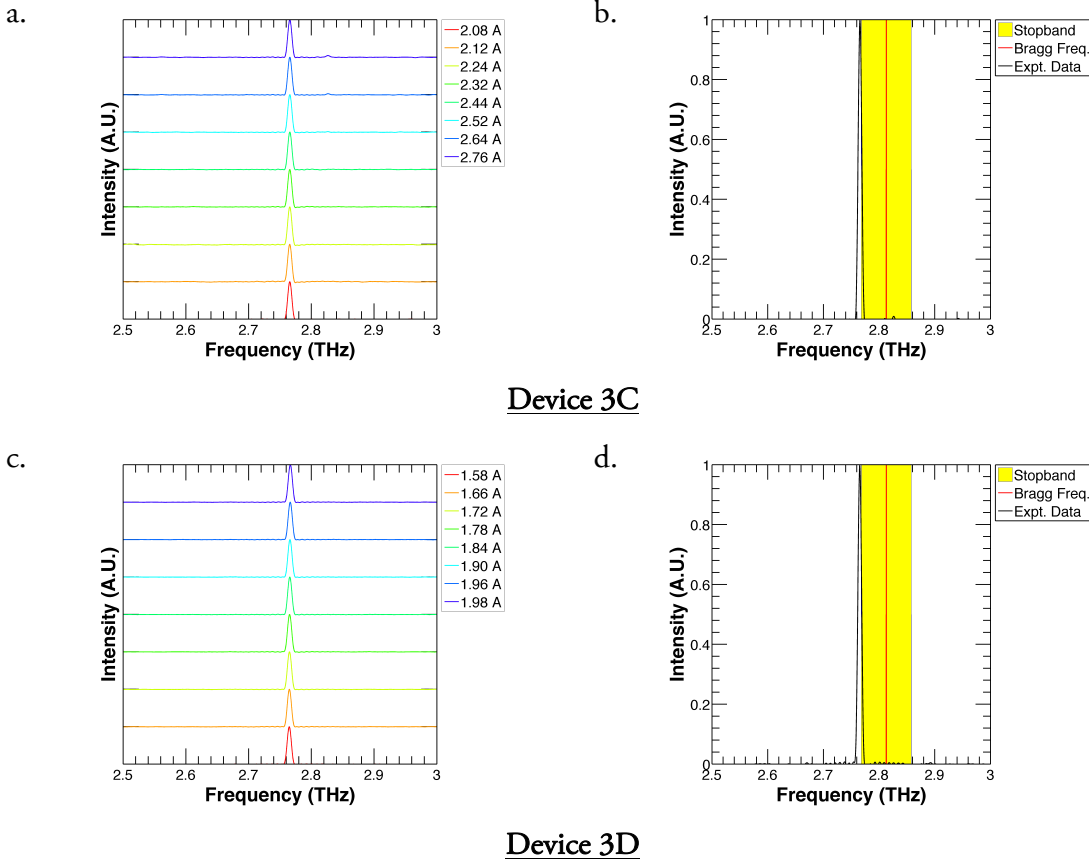 a.
b.
Intensity (A.U.)
2.08 A
2.12 A
2.24 A
2.32 A
2.44 A
2.52 A
2.64 A
2.76 A
2.5 2.6 2.7 2.8 2.9 3
Frequency (THz)
Intensity (A.U.)
1
0.8
0.6
0.4
0.2
0
Stopband
Bragg Freq.
Expt. Data
2.5 2.6 2.7 2.8 2.9 3
Frequency (THz)
Device 3C
c.
d.
Intensity (A.U.)
1.58 A
1.66 A
1.72 A
1.78 A
1.84 A
1.90 A
1.96 A
1.98 A
2.5 2.6 2.7 2.8 2.9 3
Frequency (THz)
Intensity (A.U.)
1
0.8
0.6
0.4
0.2
0
Stopband
Bragg Freq.
Expt. Data
2.5 2.6 2.7 2.8 2.9 3
Frequency (THz)
Device 3D